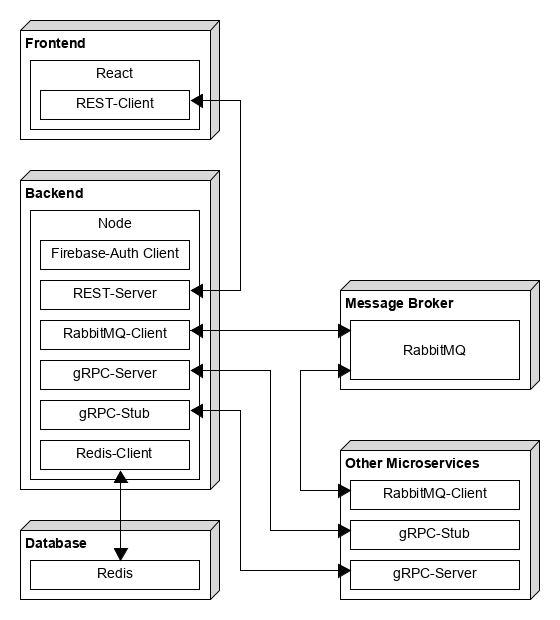 Frontend
React
REST-Client
Backend
Node
Firebase-Auth Client
REST-Server
RabbitMQ-Client
gRPC-Server
gRPC-Stub
Redis-Client
Database
Redis
Message Broker
RabbitMQ
Other Microservices
RabbitMQ-Client
gRPC-Stub
gRPC-Server